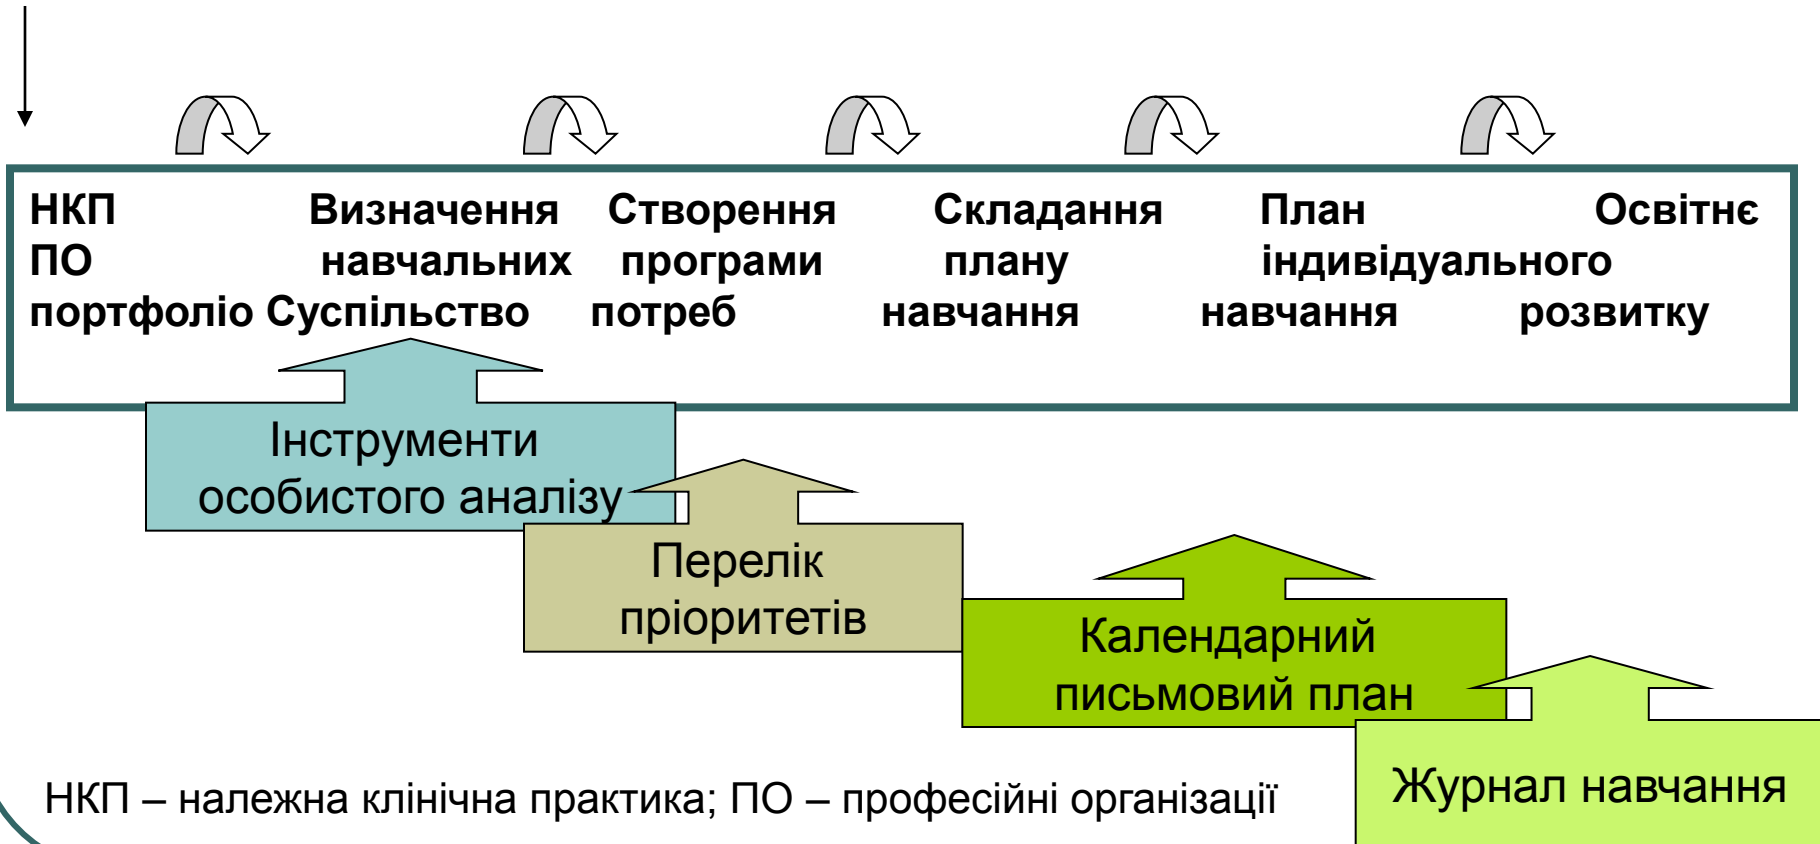 НКП Визначення Створення Складання План Освітнє
ПО навчальних програми плану індивідуального
портфоліо Суспільство потреб навчання навчання розвитку
Інструменти
особистого аналізу
Перелік
пріоритетів
Календарний
письмовий план
Журнал навчання
НКП – належна клінічна практика; ПО – професійні організації